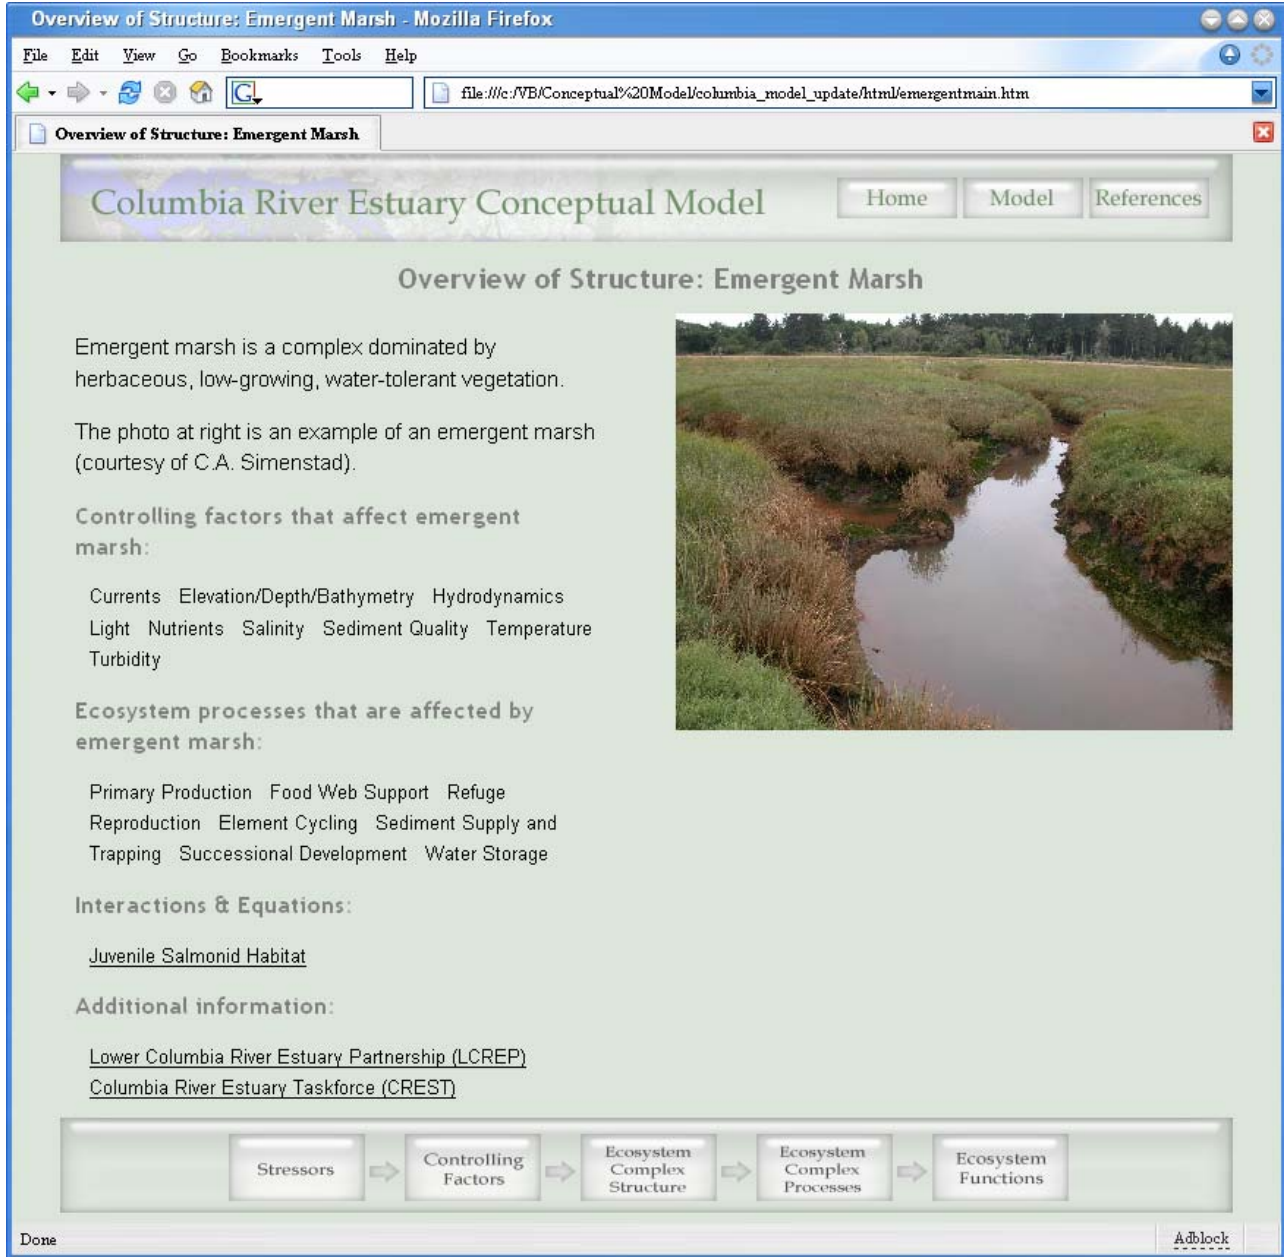 Overview of Structure: Emergent Marsh - Mozilla Firefox
File Edit View Go Bookmarks Tools Help
G file:///c:/VB/Conceptual%20Model/columbia_model_update/html/emergentmain.htm
Overview of Structure: Emergent Marsh
Columbia River Estuary Conceptual Model Home Model References
Overview of Structure: Emergent Marsh
Emergent marsh is a complex dominated by
herbaceous, low-growing, water-tolerant vegetation.
The photo at right is an example of an emergent marsh
(courtesy of C.A. Simenstad).
Controlling factors that affect emergent
marsh:
Currents Elevation/Depth/Bathymetry Hydrodynamics
Light Nutrients Salinity Sediment Quality Temperature
Turbidity
Ecosystem processes that are affected by
emergent marsh:
Primary Production Food Web Support Refuge
Reproduction Element Cycling Sediment Supply and
Trapping Successional Development Water Storage
Interactions & Equations:
Juvenile Salmonid Habitat
Additional information:
Lower Columbia River Estuary Partnership (LCREP)
Columbia River Estuary Taskforce (CREST)
Stressors
Controlling
Factors
Ecosystem
Complex
Structure
Ecosystem
Complex
Processes
Ecosystem
Functions
Done Adblock